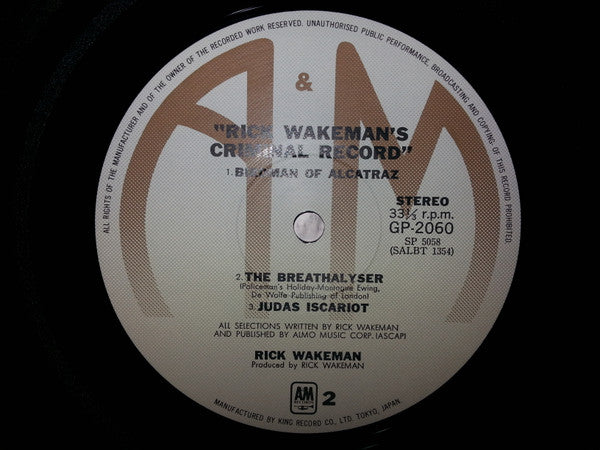 ALL RIGHTS OF THE MANUFACTURER AND OF THE OWNER OF THE RECORDED WORK RESERVED. UNAUTHORISED PUBLIC PERFORMANCE, BROADCASTING AND COPYING OF THIS RECORD PROHIBITED.
A & M
"RICK WAKEMAN'S
CRIMINAL RECORD"
1. BIRDMAN OF ALCATRAZ
STEREO
33⅓ r.p.m.
GP-2060
SP 5058
(SALBT 1354)
2. THE BREATHALYSER
(Policeman's Holiday-Montague Ewing,
De Wolfe Publishing of London)
3. JUDAS ISCARIOT
ALL SELECTIONS WRITTEN BY RICK WAKEMAN
AND PUBLISHED BY ALMO MUSIC CORP. (ASCAP)
RICK WAKEMAN
Produced by RICK WAKEMAN
A&M
RECORDS
2
MANUFACTURED BY KING RECORD CO., LTD. TOKYO, JAPAN.